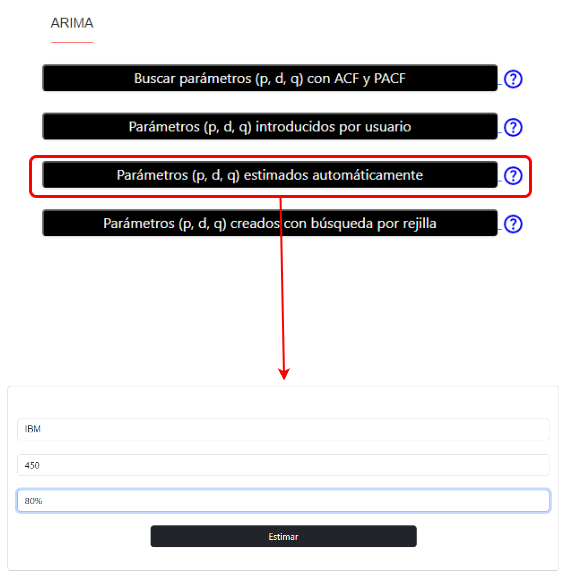 ARIMA
Buscar parámetros (p, d, q) con ACF y PACF
?
Parámetros (p, d, q) introducidos por usuario
?
Parámetros (p, d, q) estimados automáticamente
?
Parámetros (p, d, q) creados con búsqueda por rejilla
?
IBM
450
80%
Estimar